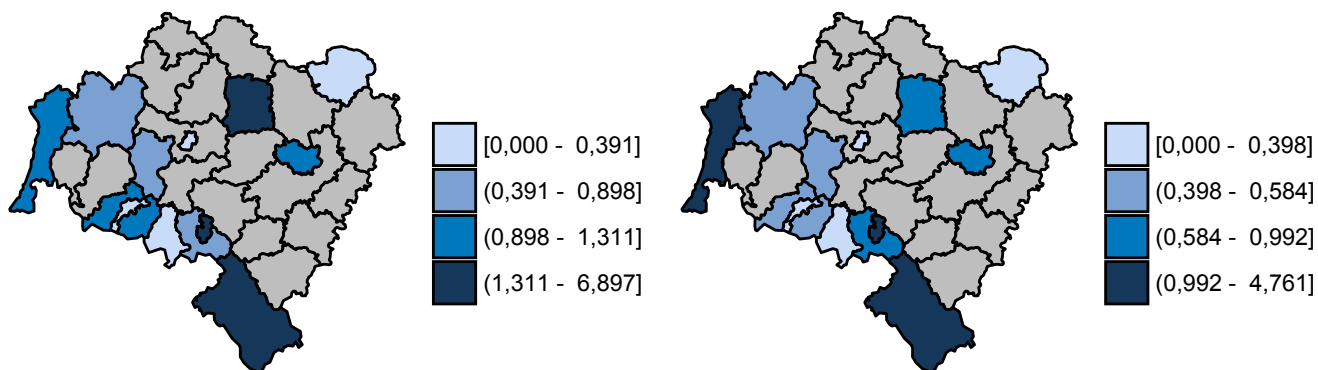 [0,000 - 0,391]
(0,391 - 0,898]
(0,898 - 1,311]
(1,311 - 6,897]
[0,000 - 0,398]
(0,398 - 0,584]
(0,584 - 0,992]
(0,992 - 4,761]